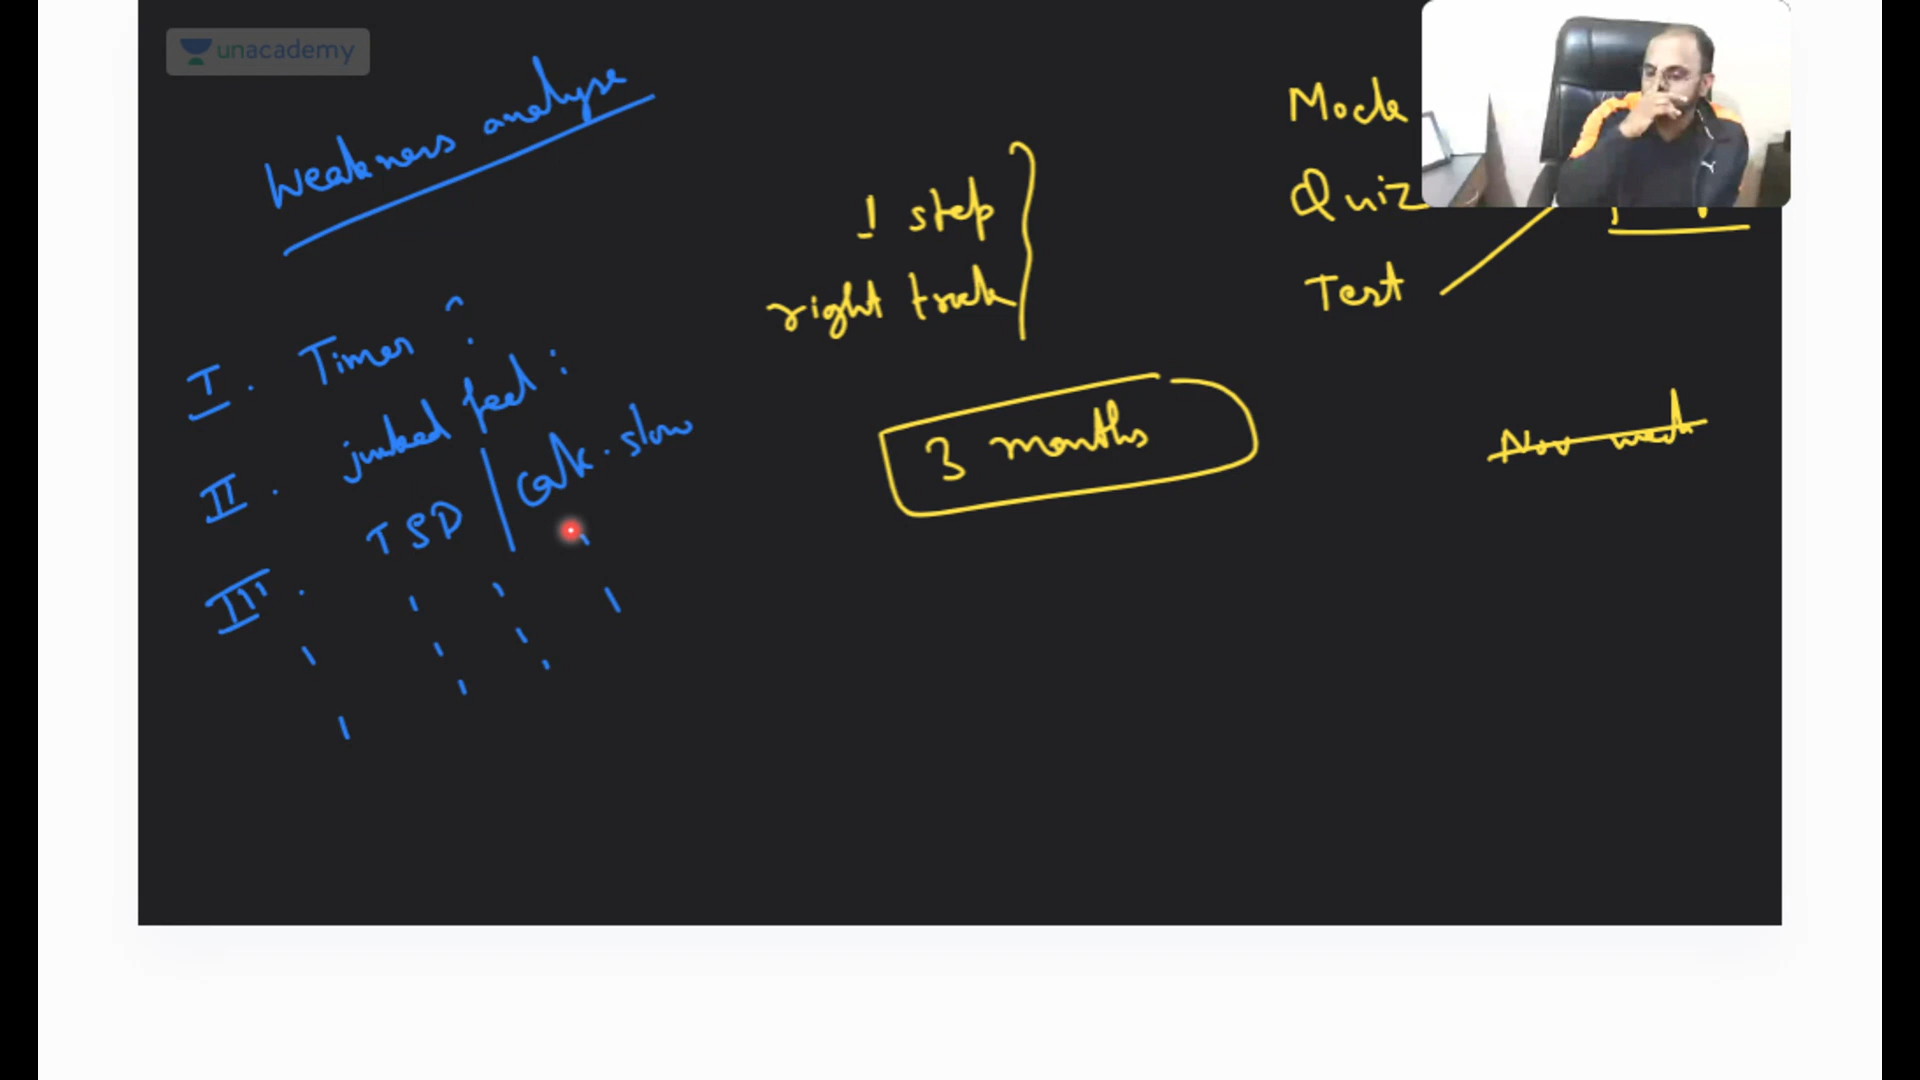 unacademy
Weakness analyse
I. Timer :
II. junked feel :
III. TSD / Calc. slow
1 step
right track
3 months
Mock
Quiz
Test
Nov